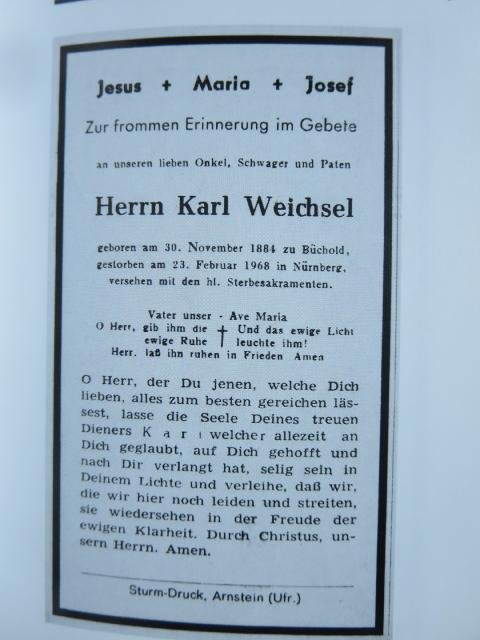 Jesus + Maria + Josef
Zur frommen Erinnerung im Gebete
an unseren lieben Onkel, Schwager und Paten
Herrn Karl Weichsel
geboren am 30. November 1884 zu Büchold,
gestorben am 23. Februar 1968 in Nürnberg,
versehen mit den hl. Sterbesakramenten.
Vater unser - Ave Maria
O Herr, gib ihm die † Und das ewige Licht
ewige Ruhe leuchte ihm!
Herr. laß ihn ruhen in Frieden Amen
O Herr, der Du jenen, welche Dich
lieben, alles zum besten gereichen läs-
sest, lasse die Seele Deines treuen
Dieners K a r l welcher allezeit an
Dich geglaubt, auf Dich gehofft und
nach Dir verlangt hat, selig sein in
Deinem Lichte und verleihe, daß wir,
die wir hier noch leiden und streiten,
sie wiedersehen in der Freude der
ewigen Klarheit. Durch Christus, un-
sern Herrn. Amen.
Sturm-Druck, Arnstein (Ufr.)